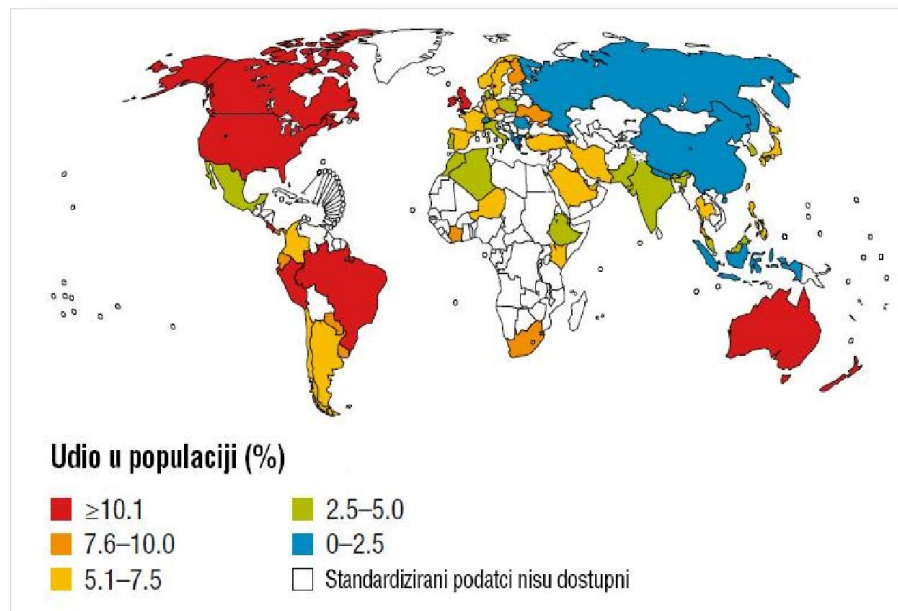 Udio u populaciji (%)
≥10.1
7.6–10.0
5.1–7.5
2.5–5.0
0–2.5
Standardizirani podatci nisu dostupni